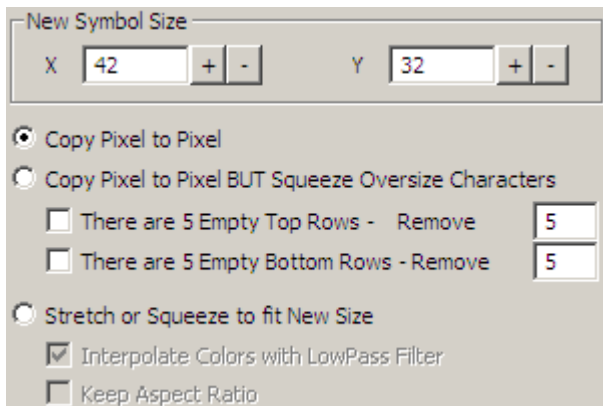 New Symbol Size
X 42 + - Y 32 + -
Copy Pixel to Pixel
Copy Pixel to Pixel BUT Squeeze Oversize Characters
There are 5 Empty Top Rows - Remove 5
There are 5 Empty Bottom Rows - Remove 5
Stretch or Squeeze to fit New Size
Interpolate Colors with LowPass Filter
Keep Aspect Ratio